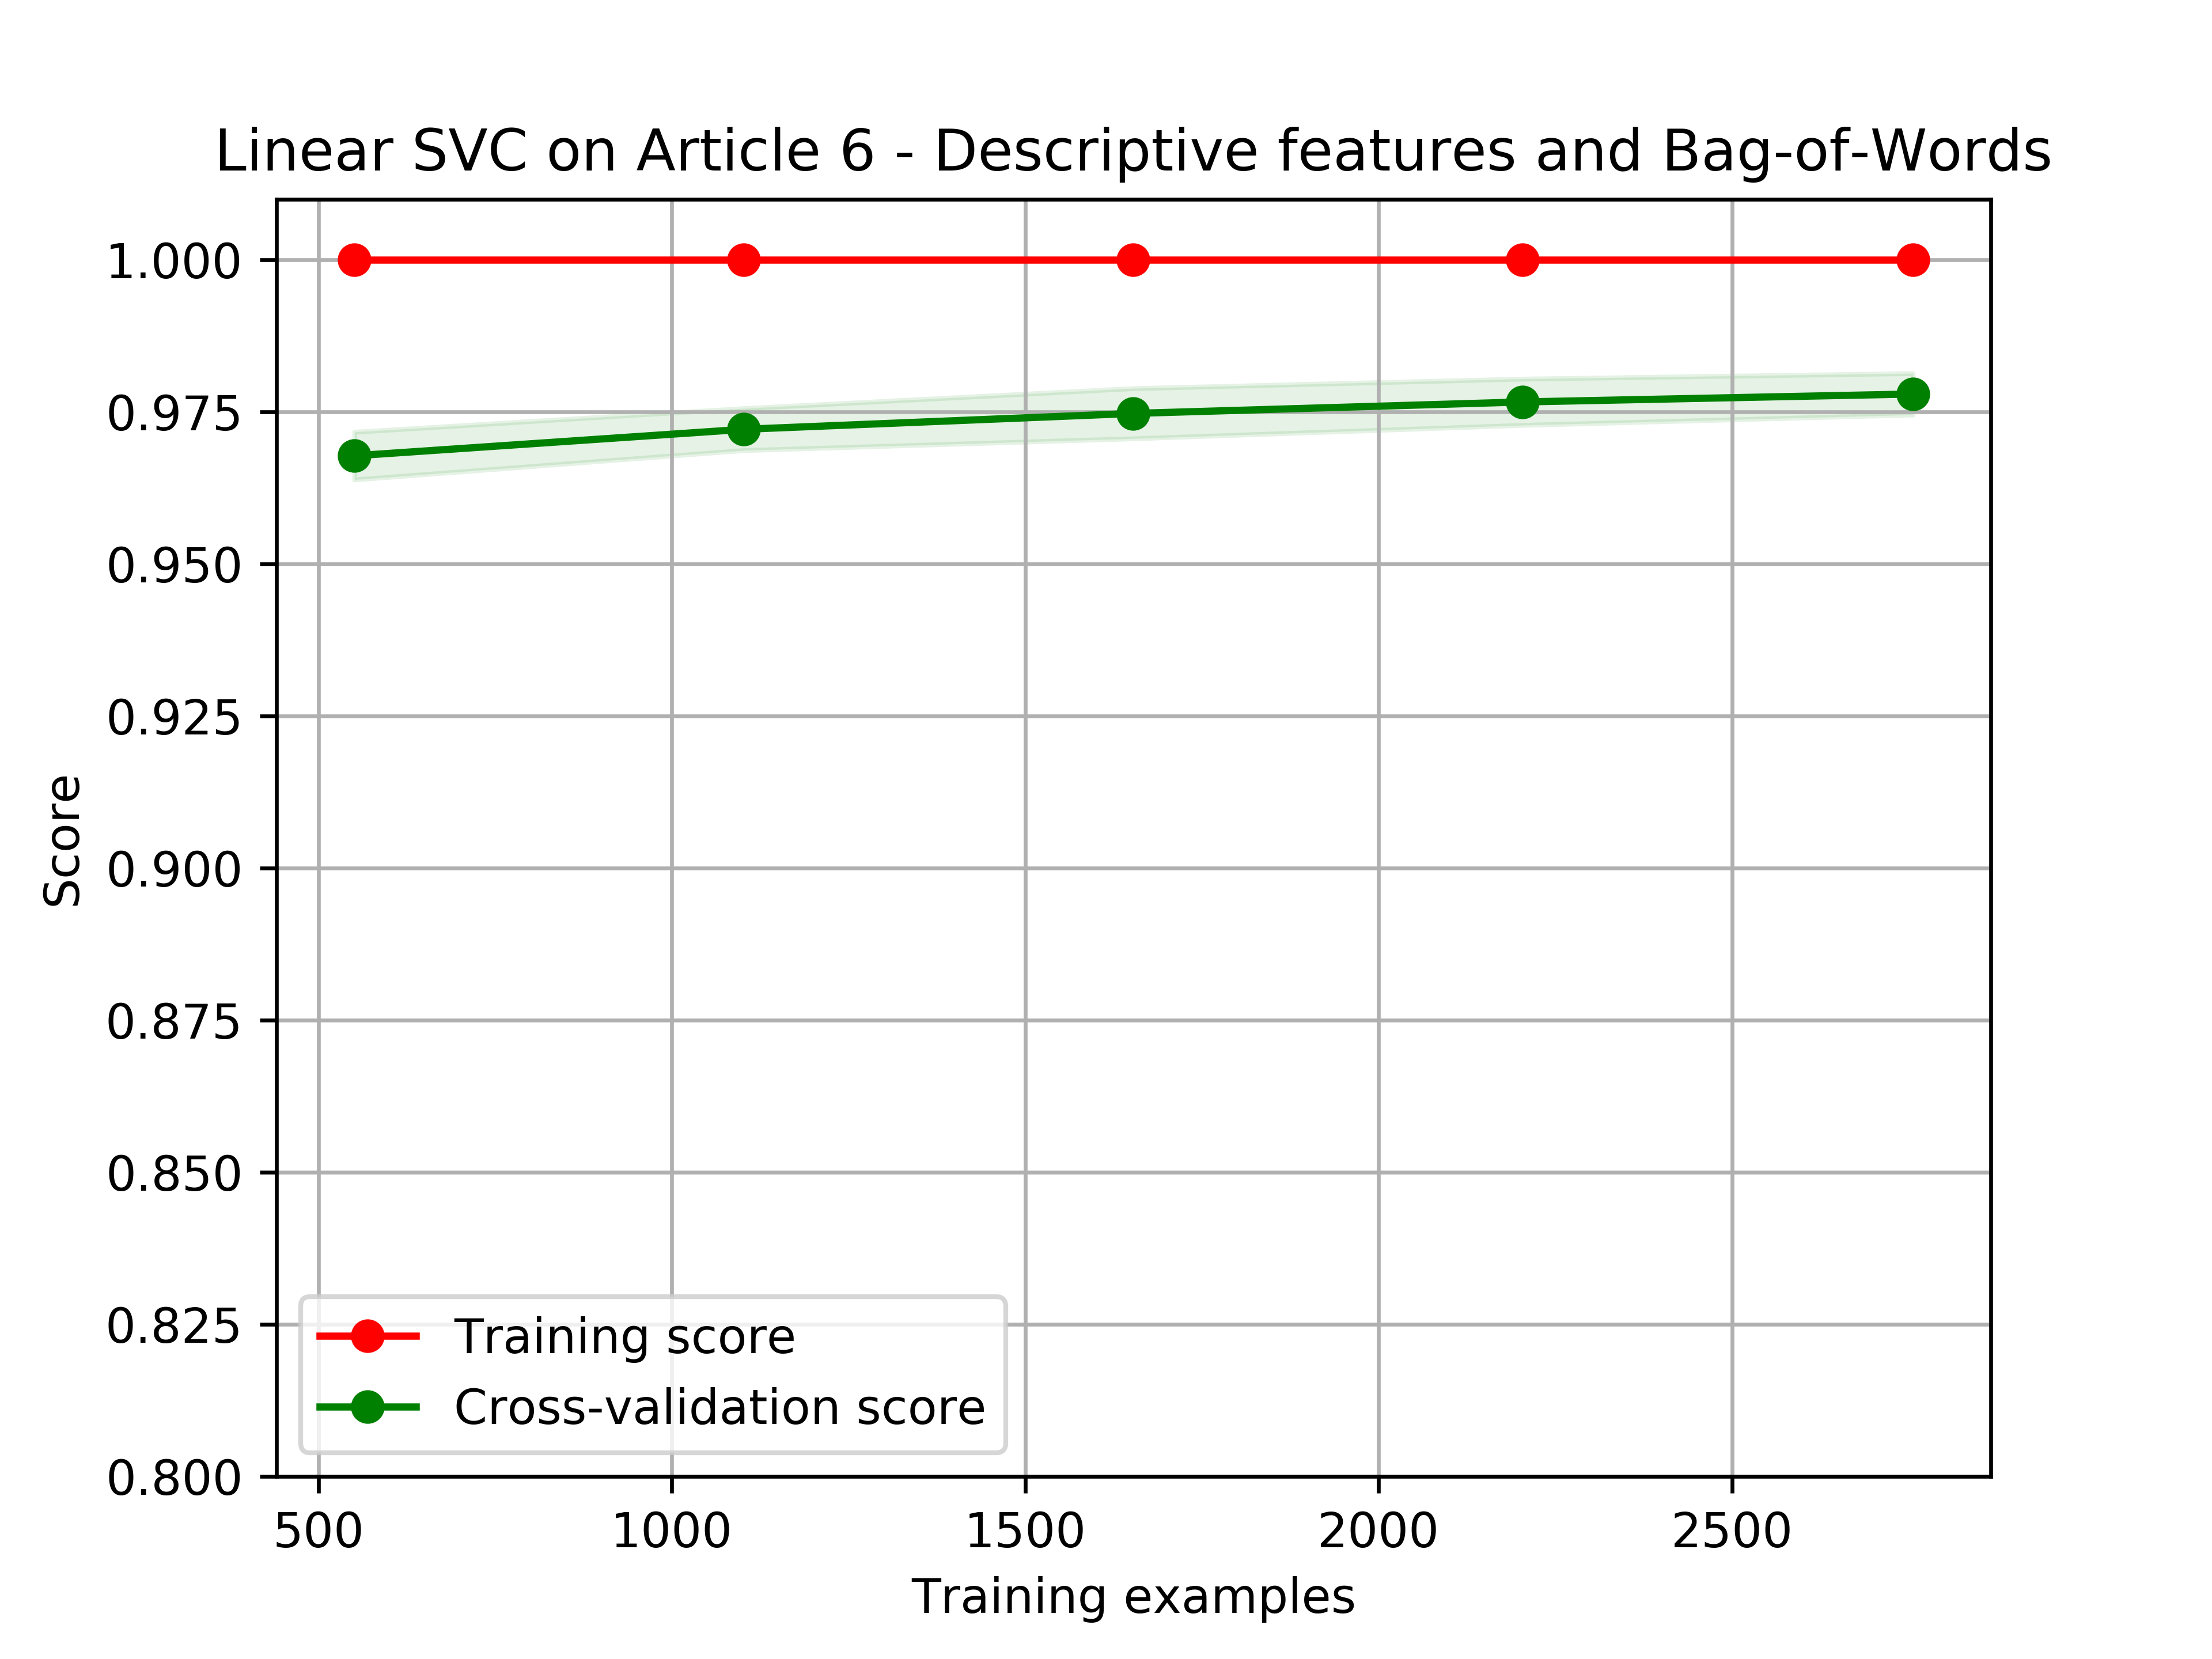 Linear SVC on Article 6 - Descriptive features and Bag-of-Words
1.000
0.975
0.950
0.925
0.900
0.875
0.850
0.825
0.800
Score
Training score
Cross-validation score
500 1000 1500 2000 2500
Training examples